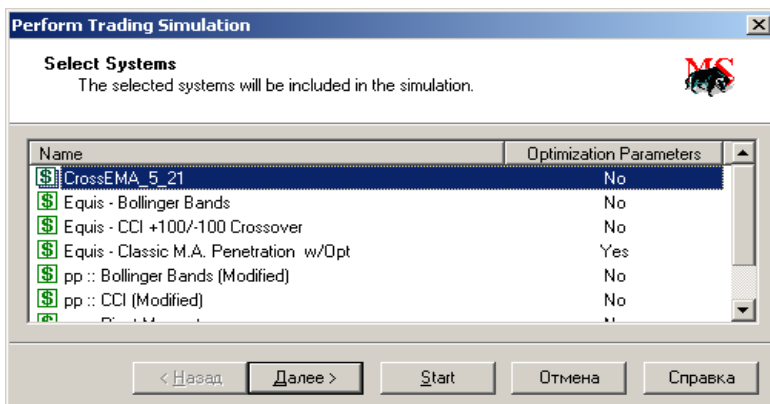 Perform Trading Simulation
Select Systems
The selected systems will be included in the simulation.
MS
Name Optimization Parameters
CrossEMA_5_21 No
Equis - Bollinger Bands No
Equis - CCI +100/-100 Crossover No
Equis - Classic M.A. Penetration w/Opt Yes
pp :: Bollinger Bands (Modified) No
pp :: CCI (Modified) No
< Назад Далее > Start Отмена Справка